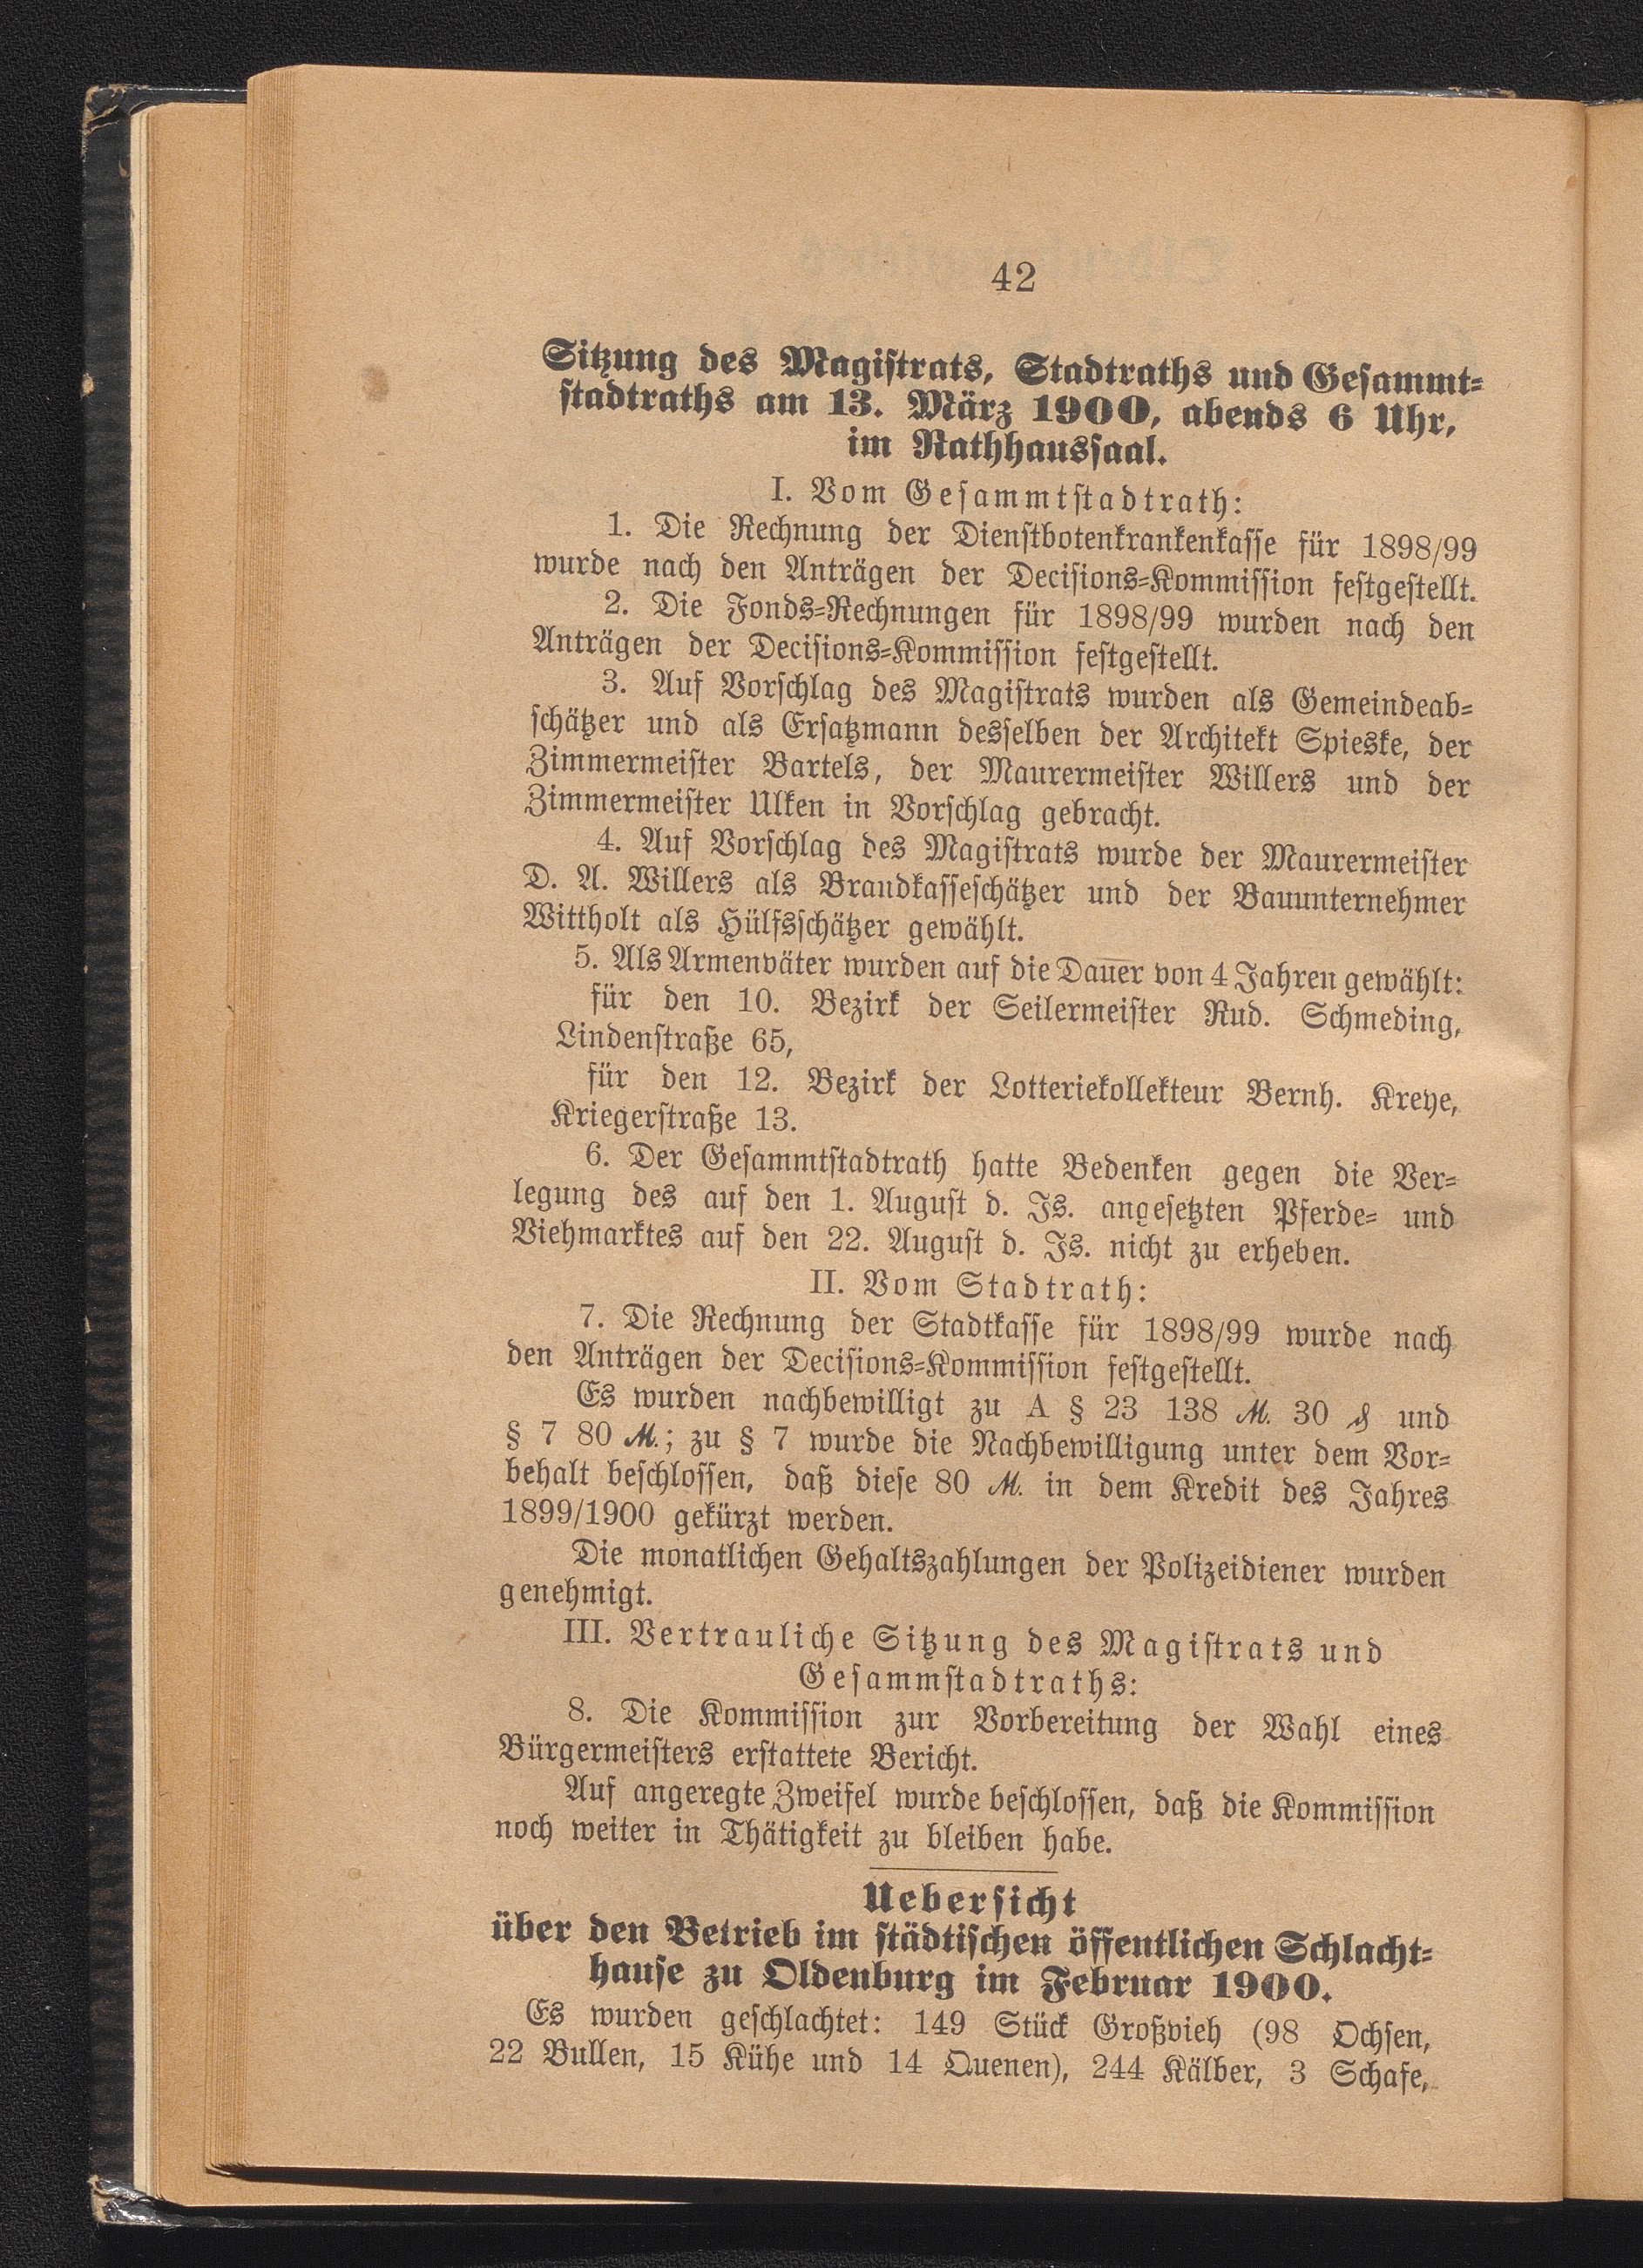 42
Sitzung des Magistrats, Stadtraths und Gesammt-
stadtraths am 13. März 1900, abends 6 Uhr,
im Rathhaussaal.
I. Vom Gesammtstadtrath:
1. Die Rechnung der Dienstbotenkrankenkasse für 1898/99
wurde nach den Anträgen der Decisions-Kommission festgestellt.
2. Die Fonds-Rechnungen für 1898/99 wurden nach den
Anträgen der Decisions-Kommission festgestellt.
3. Auf Vorschlag des Magistrats wurden als Gemeindeab-
schätzer und als Ersatzmann desselben der Architekt Spieske, der
Zimmermeister Bartels, der Maurermeister Willers und der
Zimmermeister Ulken in Vorschlag gebracht.
4. Auf Vorschlag des Magistrats wurde der Maurermeister
D. A. Willers als Brandkasseschätzer und der Bauunternehmer
Wittholt als Hülfsschätzer gewählt.
5. Als Armenväter wurden auf die Dauer von 4 Jahren gewählt:
für den 10. Bezirk der Seilermeister Rud. Schmeding,
Lindenstraße 65,
für den 12. Bezirk der Lotteriekollekteur Bernh. Kreye,
Kriegerstraße 13.
6. Der Gesammtstadtrath hatte Bedenken gegen die Ver-
legung des auf den 1. August d. Js. angesetzten Pferde- und
Viehmarktes auf den 22. August d. Js. nicht zu erheben.
II. Vom Stadtrath:
7. Die Rechnung der Stadtkasse für 1898/99 wurde nach
den Anträgen der Decisions-Kommission festgestellt.
Es wurden nachbewilligt zu A § 23 138 ℳ. 30 ₰ und
§ 7 80 ℳ.; zu § 7 wurde die Nachbewilligung unter dem Vor-
behalt beschlossen, daß diese 80 ℳ. in dem Kredit des Jahres
1899/1900 gekürzt werden.
Die monatlichen Gehaltszahlungen der Polizeidiener wurden
genehmigt.
III. Vertrauliche Sitzung des Magistrats und
Gesammstadtraths:
8. Die Kommission zur Vorbereitung der Wahl eines
Bürgermeisters erstattete Bericht.
Auf angeregte Zweifel wurde beschlossen, daß die Kommission
noch weiter in Thätigkeit zu bleiben habe.
Uebersicht
über den Betrieb im städtischen öffentlichen Schlacht-
hause zu Oldenburg im Februar 1900.
Es wurden geschlachtet: 149 Stück Großvieh (98 Ochsen,
22 Bullen, 15 Kühe und 14 Quenen), 244 Kälber, 3 Schafe,